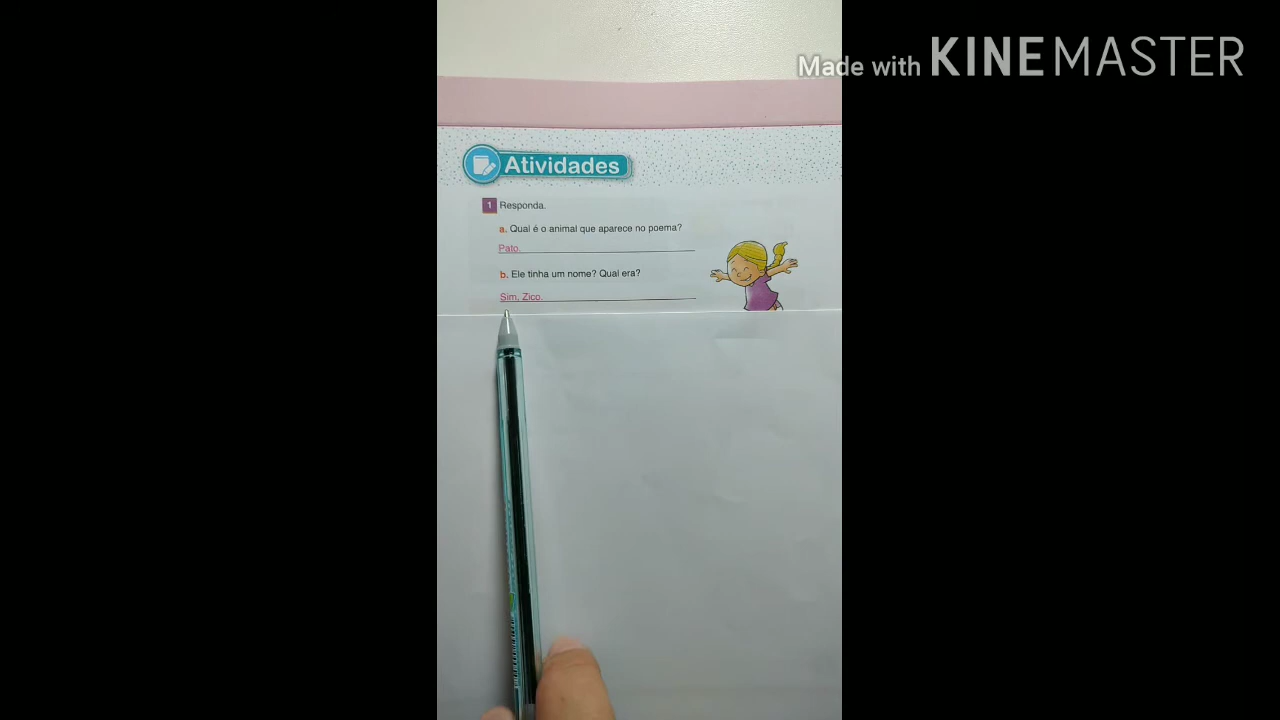 Made with KINEMASTER
Atividades
1 Responda.
a. Qual é o animal que aparece no poema?
Pato.
b. Ele tinha um nome? Qual era?
Sim, Zico.